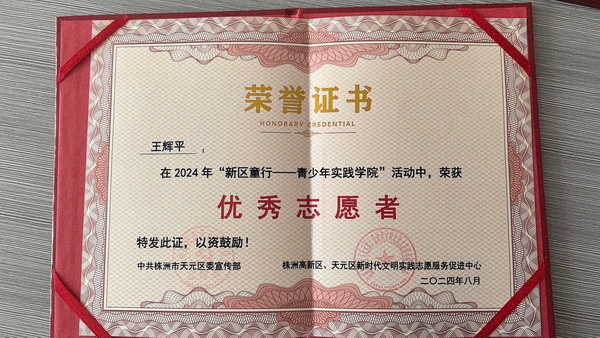 荣誉证书
HONORARY CREDENTIAL
王辉平：
在2024年“新区童行——青少年实践学院”活动中，荣获
优秀志愿者
特发此证，以资鼓励！
中共株洲市天元区委宣传部 株洲高新区、天元区新时代文明实践志愿服务促进中心
二〇二四年八月